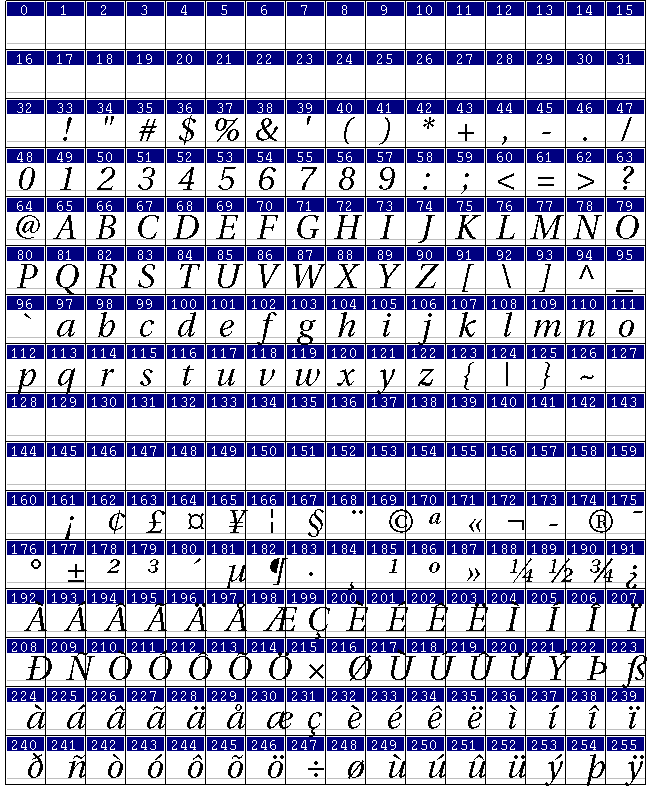 0 1 2 3 4 5 6 7 8 9 10 11 12 13 14 15
16 17 18 19 20 21 22 23 24 25 26 27 28 29 30 31
32 33 34 35 36 37 38 39 40 41 42 43 44 45 46 47
! " # $ % & ' ( ) * + , - . /
48 49 50 51 52 53 54 55 56 57 58 59 60 61 62 63
0 1 2 3 4 5 6 7 8 9 : ; < = > ?
64 65 66 67 68 69 70 71 72 73 74 75 76 77 78 79
@ A B C D E F G H I J K L M N O
80 81 82 83 84 85 86 87 88 89 90 91 92 93 94 95
P Q R S T U V W X Y Z [ \ ] ^ _
96 97 98 99 100 101 102 103 104 105 106 107 108 109 110 111
` a b c d e f g h i j k l m n o
112 113 114 115 116 117 118 119 120 121 122 123 124 125 126 127
p q r s t u v w x y z { | } ~
128 129 130 131 132 133 134 135 136 137 138 139 140 141 142 143
144 145 146 147 148 149 150 151 152 153 154 155 156 157 158 159
160 161 162 163 164 165 166 167 168 169 170 171 172 173 174 175
¡ ¢ £ ¤ ¥ ¦ § ¨ © ª « ¬ - ® ¯
176 177 178 179 180 181 182 183 184 185 186 187 188 189 190 191
° ± ² ³ ´ µ ¶ · ¸ ¹ º » ¼ ½ ¾ ¿
192 193 194 195 196 197 198 199 200 201 202 203 204 205 206 207
À Á Â Ã Ä Å Æ Ç È É Ê Ë Ì Í Î Ï
208 209 210 211 212 213 214 215 216 217 218 219 220 221 222 223
Ð Ñ Ò Ó Ô Õ Ö × Ø Ù Ú Û Ü Ý Þ ß
224 225 226 227 228 229 230 231 232 233 234 235 236 237 238 239
à á â ã ä å æ ç è é ê ë ì í î ï
240 241 242 243 244 245 246 247 248 249 250 251 252 253 254 255
ð ñ ò ó ô õ ö ÷ ø ù ú û ü ý þ ÿ